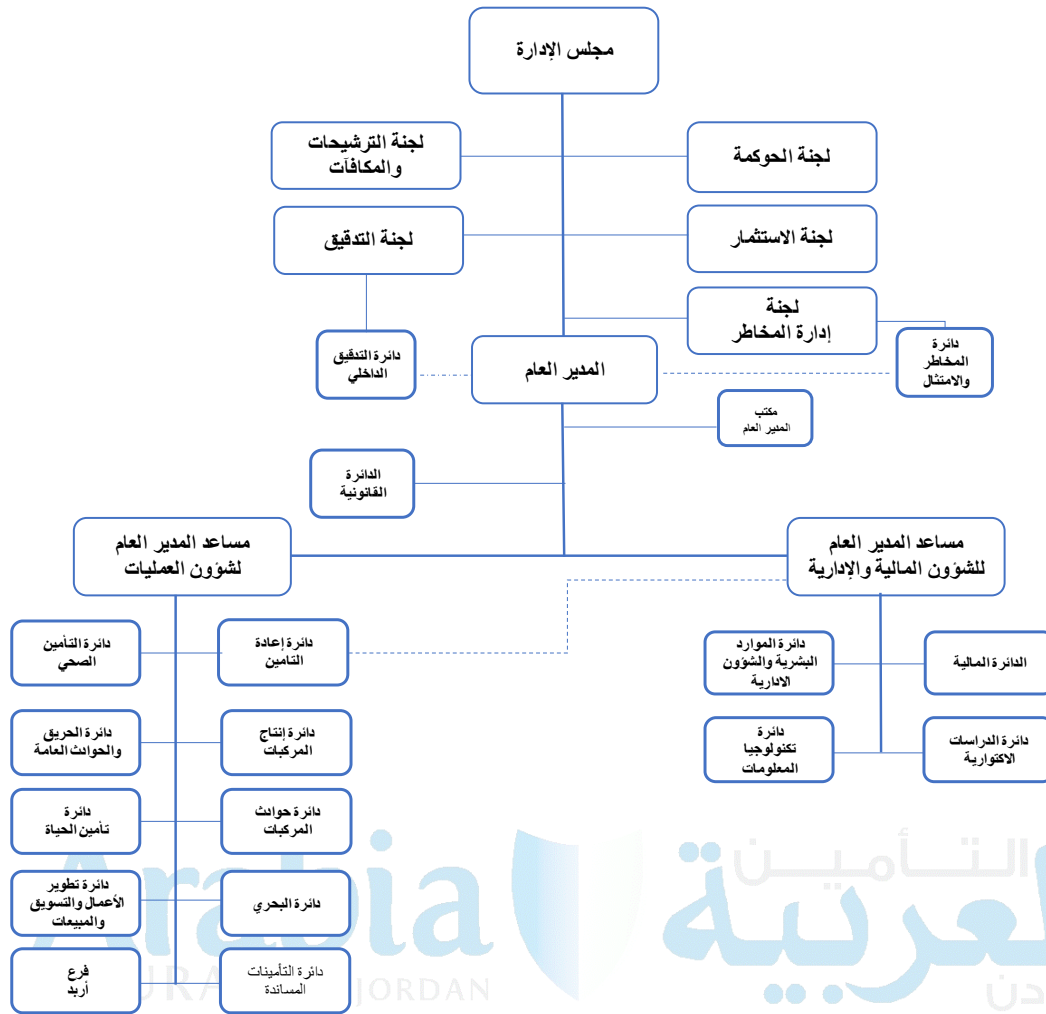 مجلس الإدارة
لجنة الحوكمة
لجنة الترشيحات
والمكافآت
لجنة الاستثمار
لجنة التدقيق
لجنة
إدارة المخاطر
دائرة
المخاطر
والامتثال
المدير العام
دائرة التدقيق
الداخلي
مكتب
المدير العام
الدائرة
القانونية
مساعد المدير العام
للشؤون المالية والإدارية
مساعد المدير العام
لشؤون العمليات
الدائرة المالية
دائرة الموارد
البشرية والشؤون
الادارية
دائرة إعادة
التامين
دائرة التأمين
الصحي
دائرة الدراسات
الاكتوارية
دائرة
تكنولوجيا
المعلومات
دائرة إنتاج
المركبات
دائرة الحريق
والحوادث العامة
دائرة حوادث
المركبات
دائرة
تأمين الحياة
دائرة البحري
دائرة تطوير
الأعمال والتسويق
والمبيعات
دائرة التأمينات
المساندة
فرع
أربد
التأمين
العربية
Arabia
JORDAN